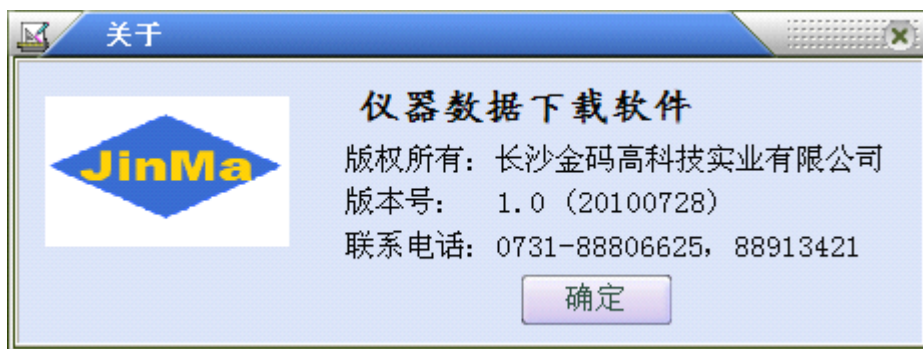 关于
JinMa
仪器数据下载软件
版权所有：长沙金码高科技实业有限公司
版本号： 1.0（20100728）
联系电话：0731-88806625，88913421
确定